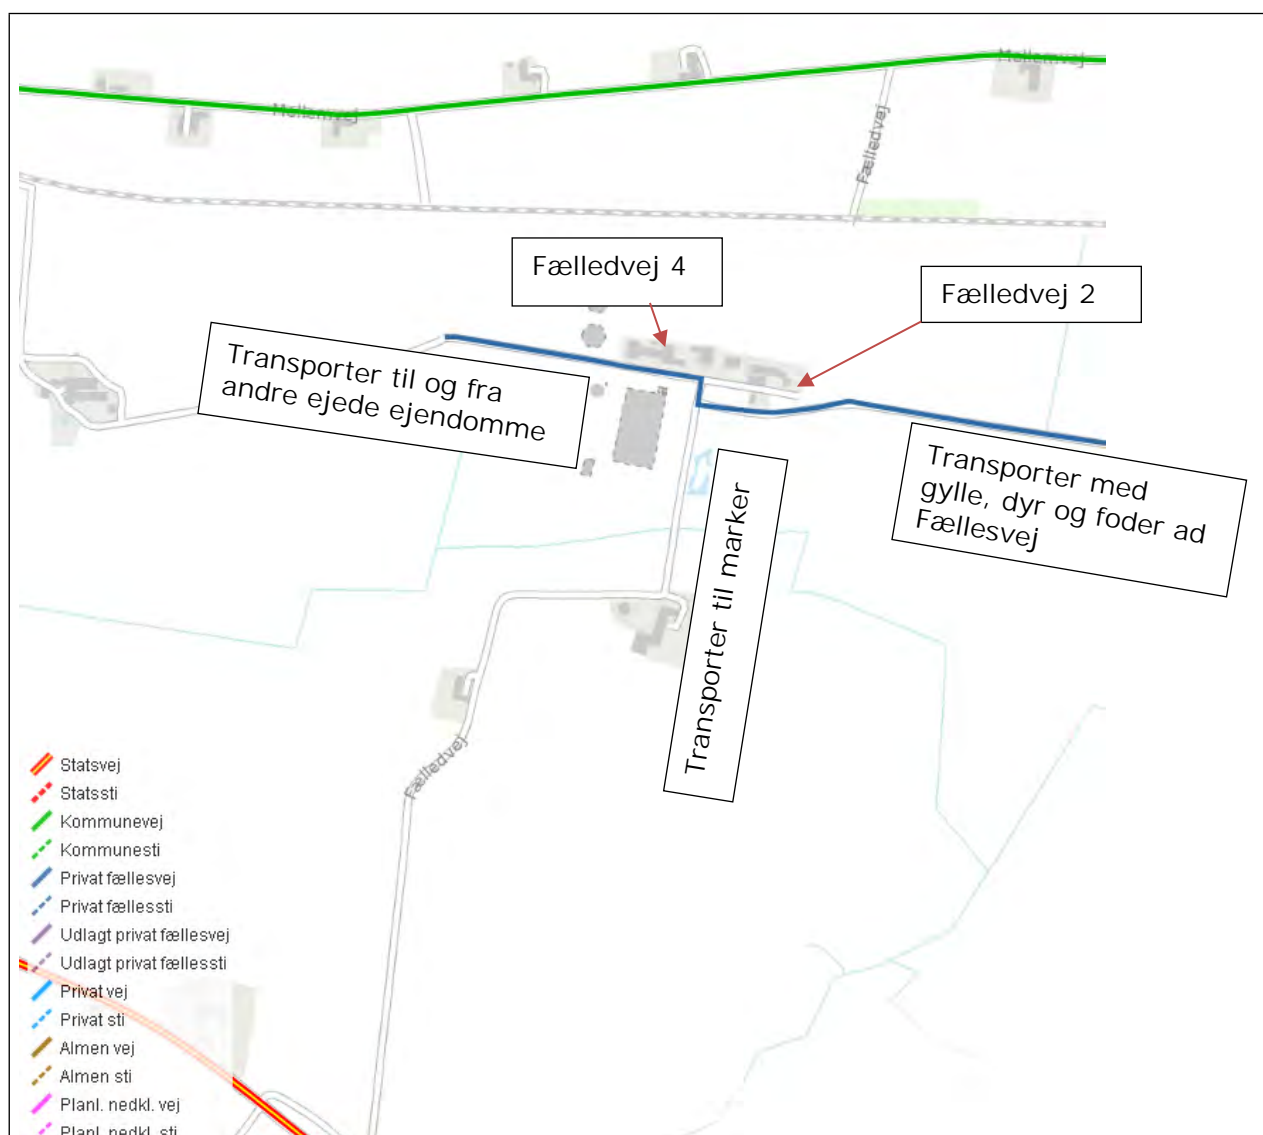 Mellemvej
Mellemvej
Fælledvej
Fælledvej 4
Fælledvej 2
Transporter til og fra
andre ejede ejendomme
Transporter med
gylle, dyr og foder ad
Fællesvej
Transporter til marker
Fælledvej
Statsvej
Statssti
Kommunevej
Kommunesti
Privat fællesvej
Privat fællessti
Udlagt privat fællesvej
Udlagt privat fællessti
Privat vej
Privat sti
Almen vej
Almen sti
Planl. nedkl. vej
Planl. nedkl. sti